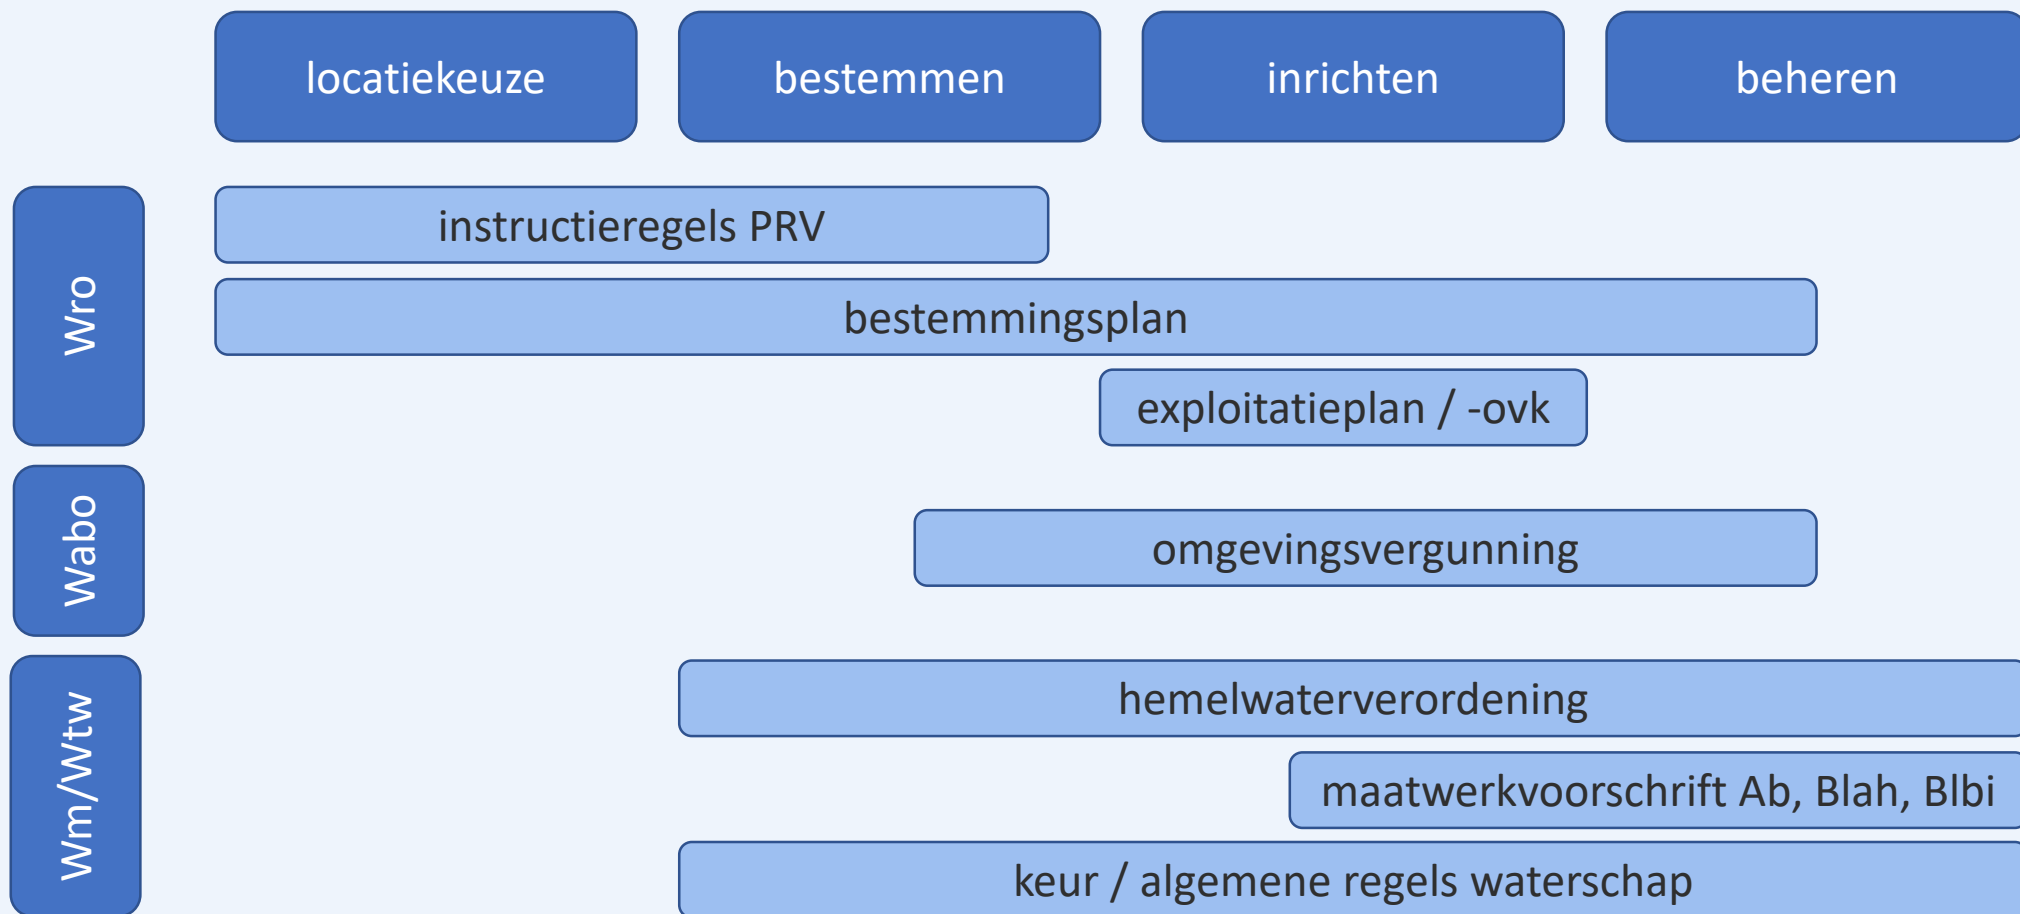 locatiekeuze
bestemmen
inrichten
beheren
Wro
instructieregels PRV
bestemmingsplan
exploitatieplan / -ovk
Wabo
omgevingsvergunning
Wm/Wtw
hemelwaterverordening
maatwerkvoorschrift Ab, Blah, Blbi
keur / algemene regels waterschap